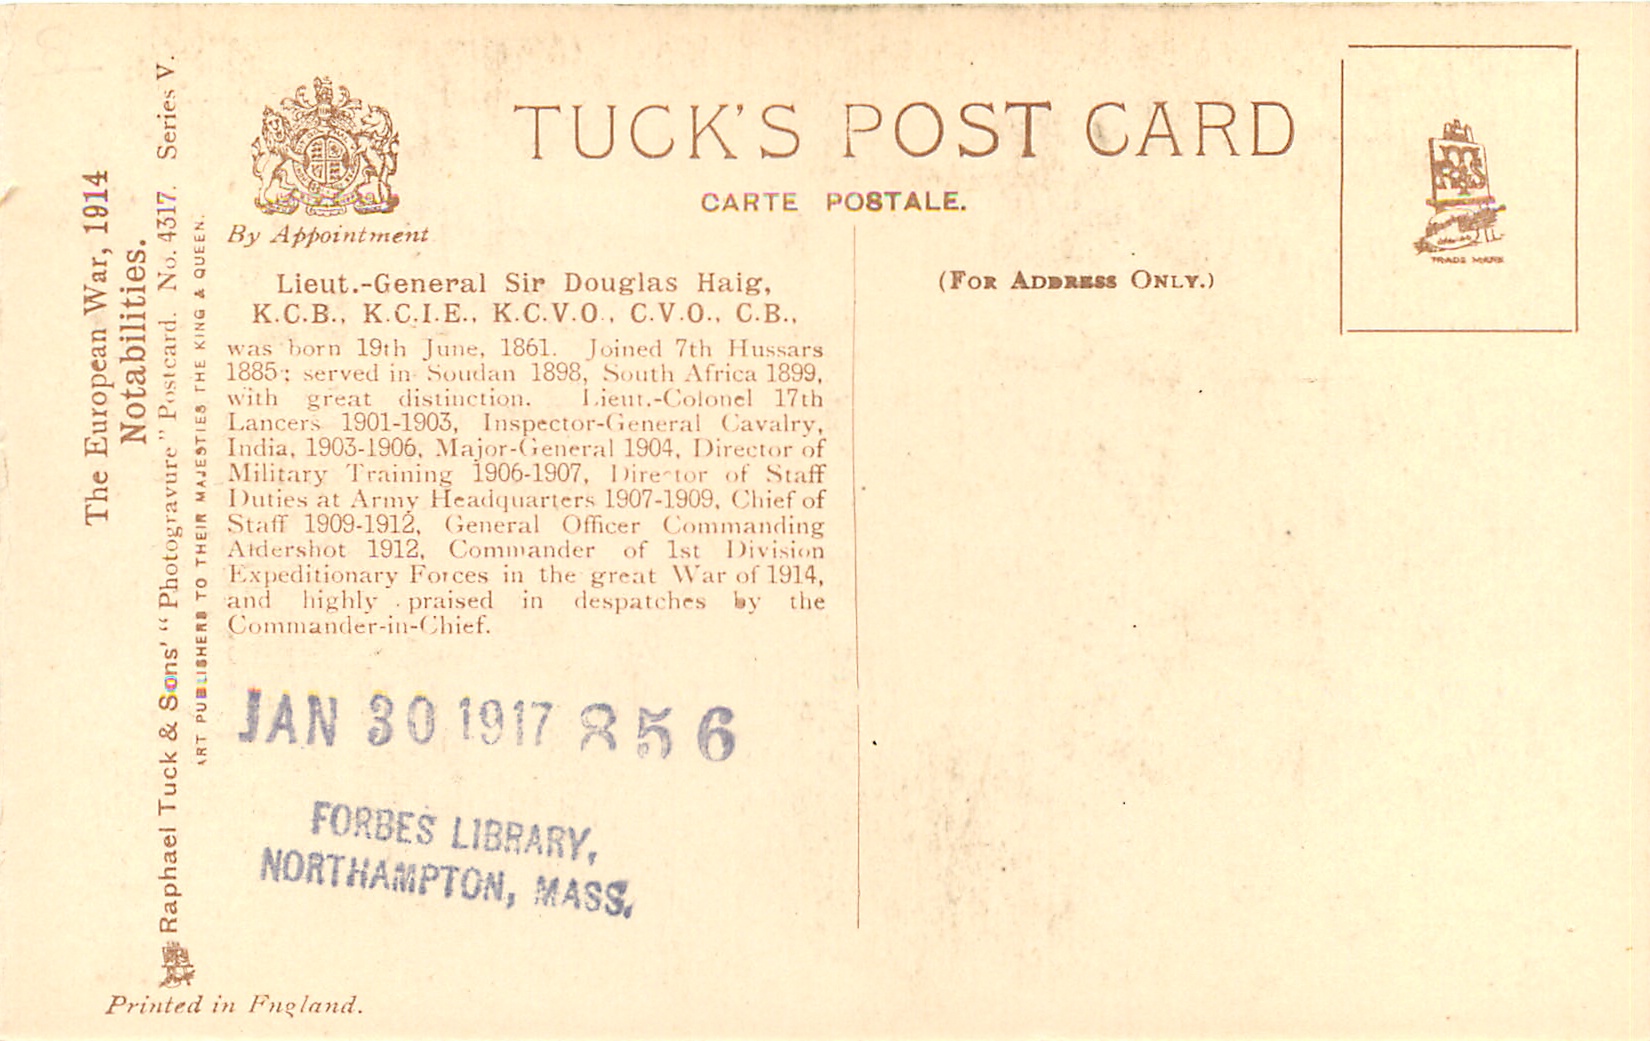 The European War, 1914
Notabilities.
Raphael Tuck & Sons' "Photogravure" Postcard. No. 4317. Series V.
ART PUBLISHERS TO THEIR MAJESTIES THE KING & QUEEN.
Printed in England.
By Appointment
TUCK'S POST CARD
CARTE POSTALE.
Lieut.-General Sir Douglas Haig,
K.C.B., K.C.I.E., K.C.V.O., C.V.O., C.B.,
was born 19th June, 1861. Joined 7th Hussars
1885; served in Soudan 1898, South Africa 1899,
with great distinction. Lieut.-Colonel 17th
Lancers 1901-1903, Inspector-General Cavalry,
India, 1903-1906, Major-General 1904, Director of
Military Training 1906-1907, Director of Staff
Duties at Army Headquarters 1907-1909, Chief of
Staff 1909-1912, General Officer Commanding
Aldershot 1912, Commander of 1st Division
Expeditionary Forces in the great War of 1914,
and highly praised in despatches by the
Commander-in-Chief.
JAN 30 1917 856
FORBES LIBRARY,
NORTHAMPTON, MASS.
(FOR ADDRESS ONLY.)
TRADE MARK